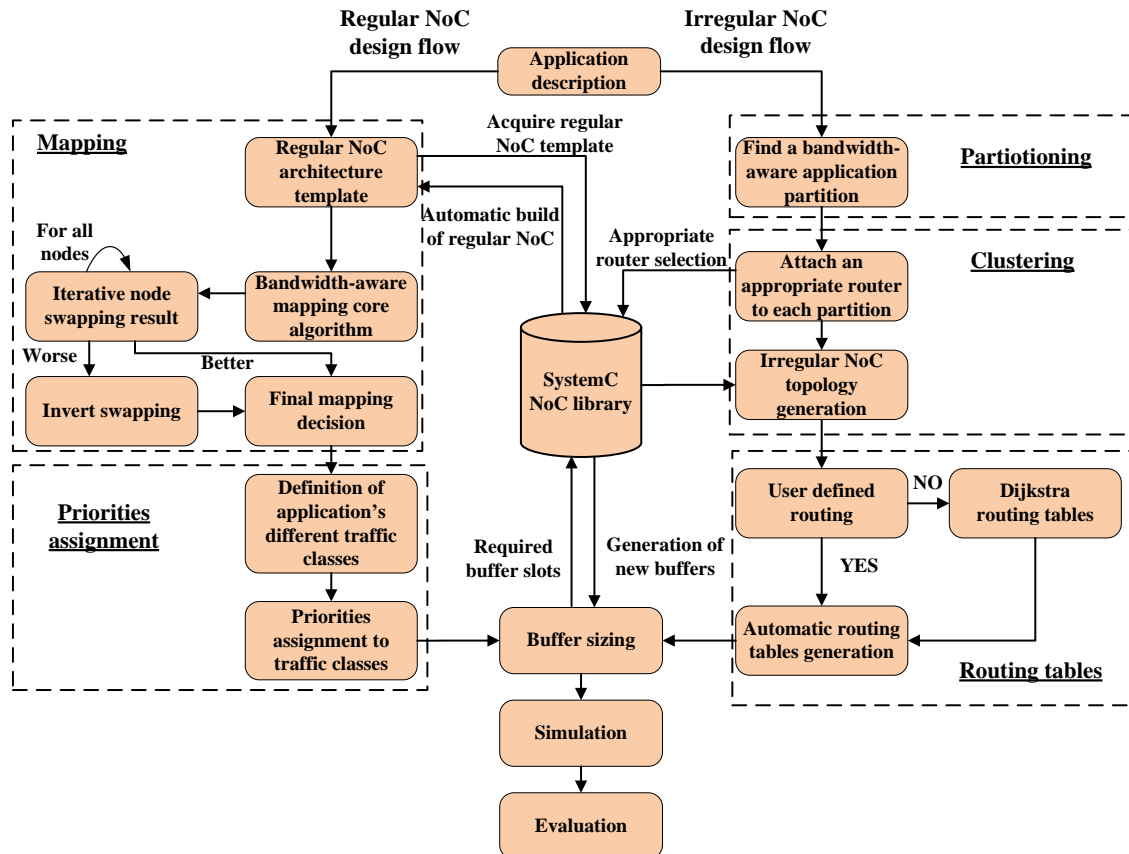 Regular NoC
design flow
Irregular NoC
design flow
Application
description
Mapping
Regular NoC
architecture
template
Acquire regular
NoC template
Automatic build
of regular NoC
For all
nodes
Iterative node
swapping result
Bandwidth-aware
mapping core
algorithm
Worse
Better
Invert swapping
Final mapping
decision
Priorities
assignment
Definition of
application's
different traffic
classes
Priorities
assignment to
traffic classes
SystemC
NoC library
Required
buffer slots
Generation of
new buffers
Buffer sizing
Simulation
Evaluation
Find a bandwidth-
aware application
partition
Partiotioning
Appropriate
router selection
Attach an
appropriate router
to each partition
Clustering
Irregular NoC
topology
generation
User defined
routing
NO
Dijkstra
routing tables
YES
Automatic routing
tables generation
Routing tables